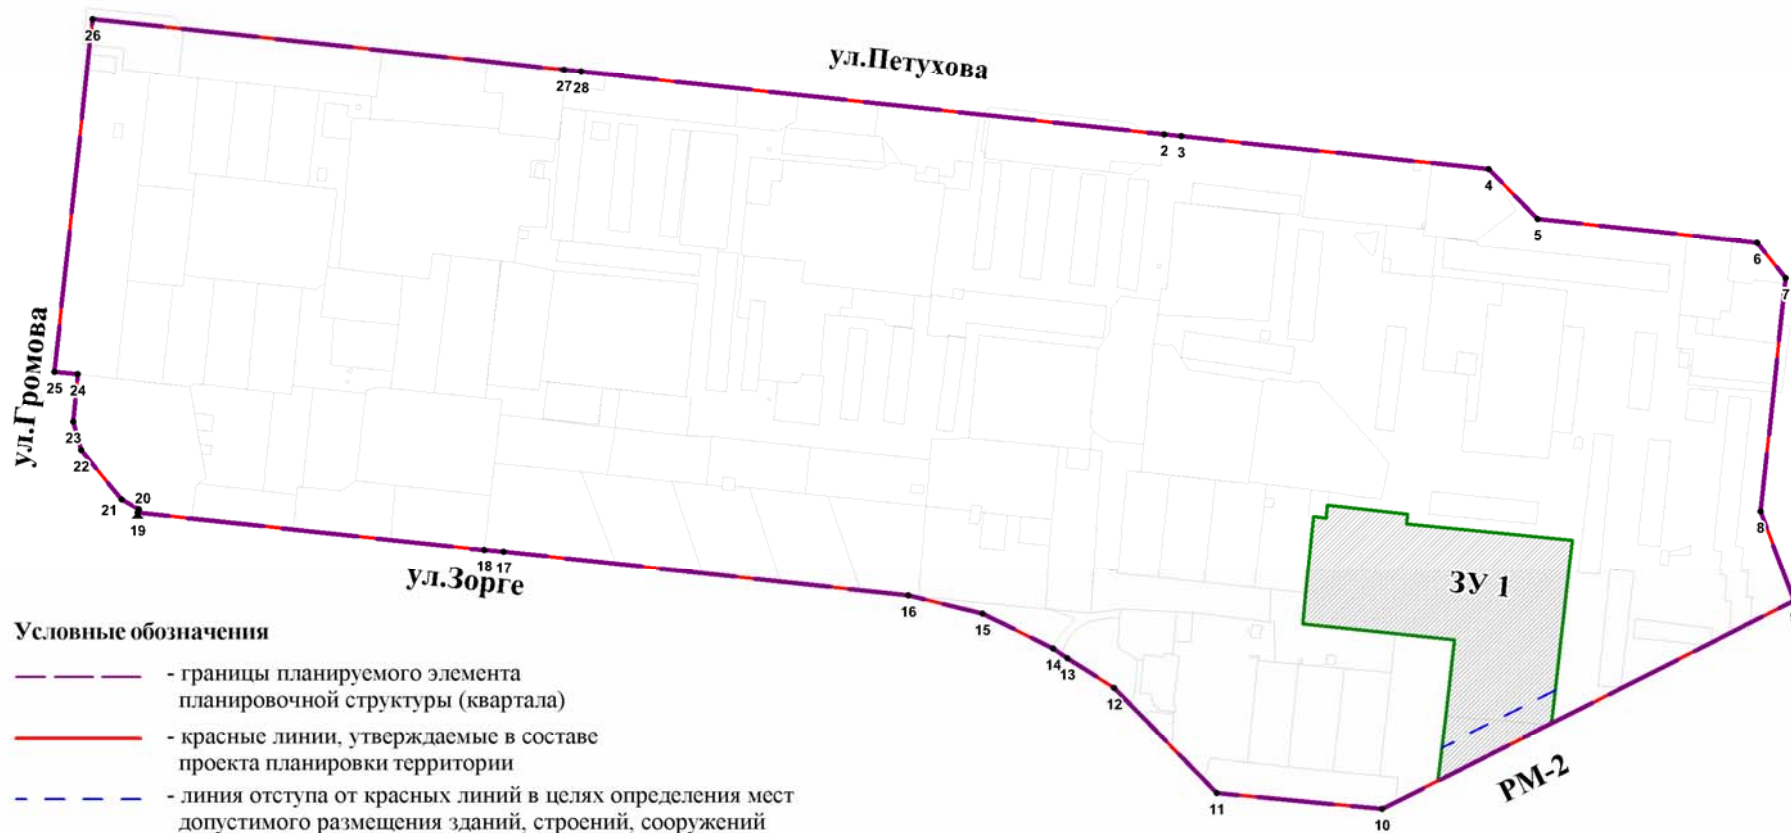 26
27 28
ул.Петухова
2 3
4
5
6
7
ул.Громова
25 24
23
22
21 20
19
18 17
ул.Зорге
16
15
14
13
12
11
10
8
ЗУ 1
РМ-2
Условные обозначения
- границы планируемого элемента
планировочной структуры (квартала)
- красные линии, утверждаемые в составе
проекта планировки территории
- линия отступа от красных линий в целях определения мест
допустимого размещения зданий, строений, сооружений